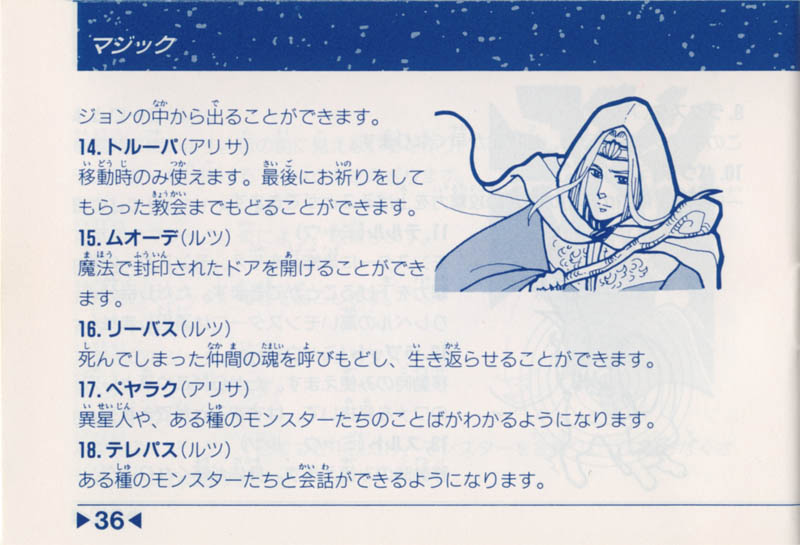 マジック
ジョンの中から出ることができます。
14.トルーパ(アリサ)
移動時のみ使えます。最後にお祈りをして
もらった教会までもどることができます。
15.ムオーデ(ルツ)
魔法で封印されたドアを開けることができ
ます。
16.リーバス(ルツ)
死んでしまった仲間の魂を呼びもどし、生き返らせることができます。
17.ペヤラク(アリサ)
異星人や、ある種のモンスターたちのことばがわかるようになります。
18.テレパス(ルツ)
ある種のモンスターたちと会話ができるようになります。
▶36◀